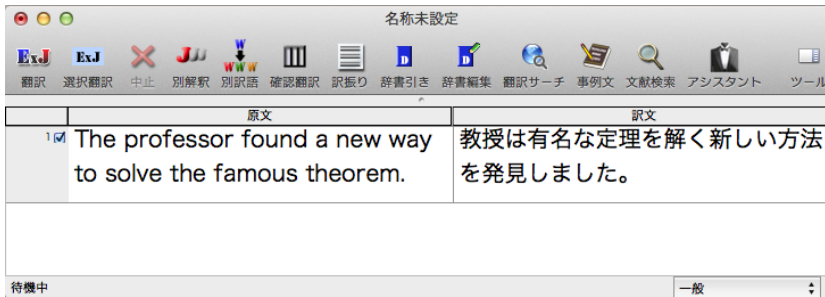 名称未設定
ExJ ExJ J W WWW D D
翻訳 選択翻訳 中止 別解釈 別訳語 確認翻訳 訳振り 辞書引き 辞書編集 翻訳サーチ 事例文 文献検索 アシスタント ツール
原文 訳文
1 The professor found a new way 教授は有名な定理を解く新しい方法
to solve the famous theorem. を発見しました。
待機中 一般